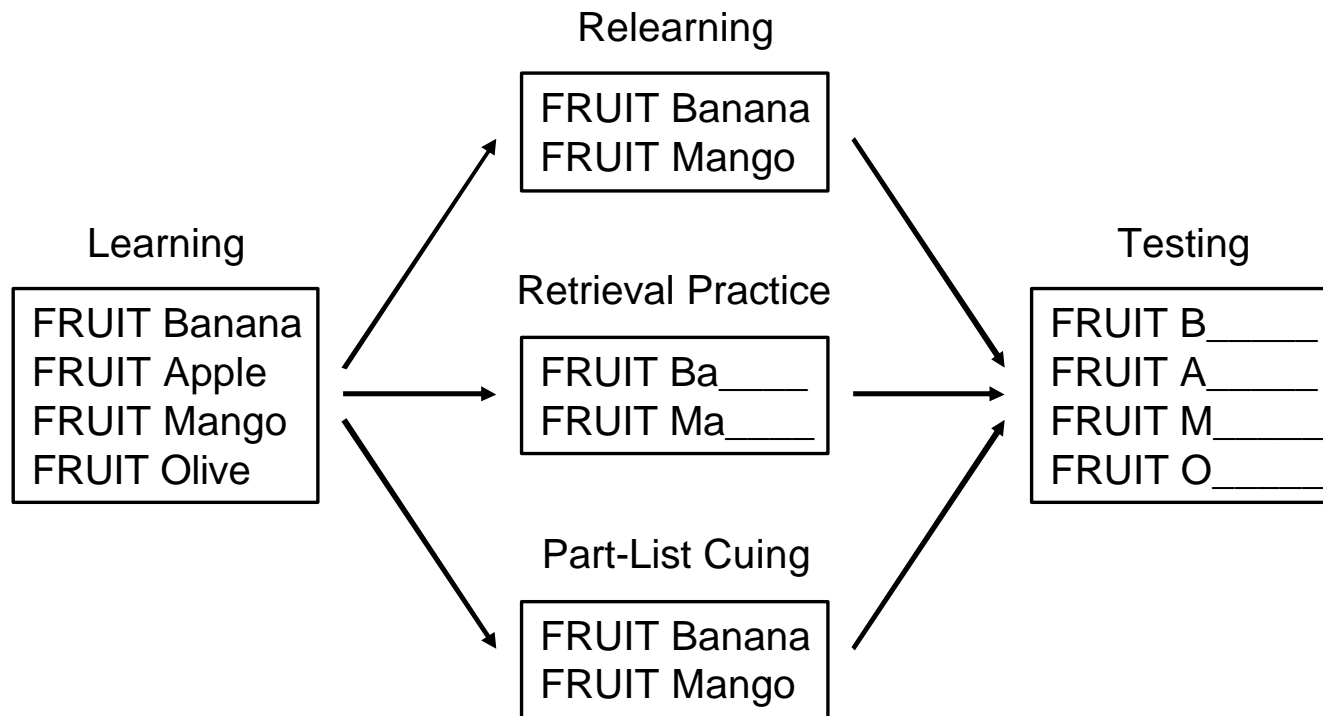 Relearning
FRUIT Banana
FRUIT Mango
Learning
FRUIT Banana
FRUIT Apple
FRUIT Mango
FRUIT Olive
Retrieval Practice
FRUIT Ba____
FRUIT Ma____
Part-List Cuing
FRUIT Banana
FRUIT Mango
Testing
FRUIT B_____
FRUIT A_____
FRUIT M_____
FRUIT O_____